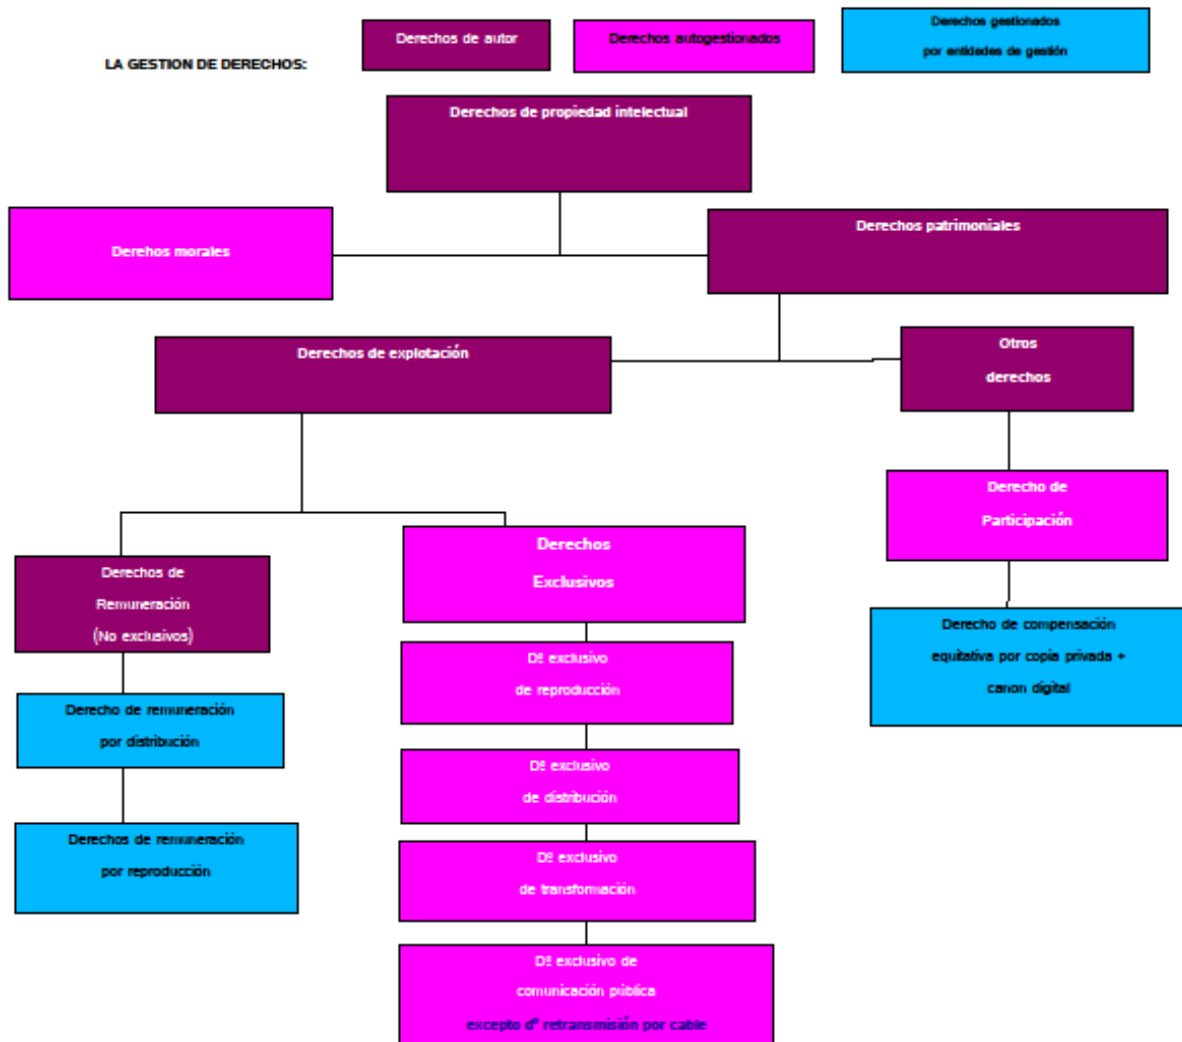 LA GESTION DE DERECHOS:
Derechos de autor
Derechos autogestionados
Derechos gestionados
por entidades de gestión
Derechos de propiedad intelectual
Derehos morales
Derechos patrimoniales
Derechos de explotación
Otros
derechos
Derecho de
Participación
Derecho de compensación
equitativa por copia privada +
canon digital
Derechos de
Remuneración
(No exclusivos)
Derecho de remuneración
por distribución
Derechos de remuneración
por reproducción
Derechos
Exclusivos
Dº exclusivo
de reproducción
Dº exclusivo
de distribución
Dº exclusivo
de transformación
Dº exclusivo de
comunicación pública
excepto dº retransmisión por cable